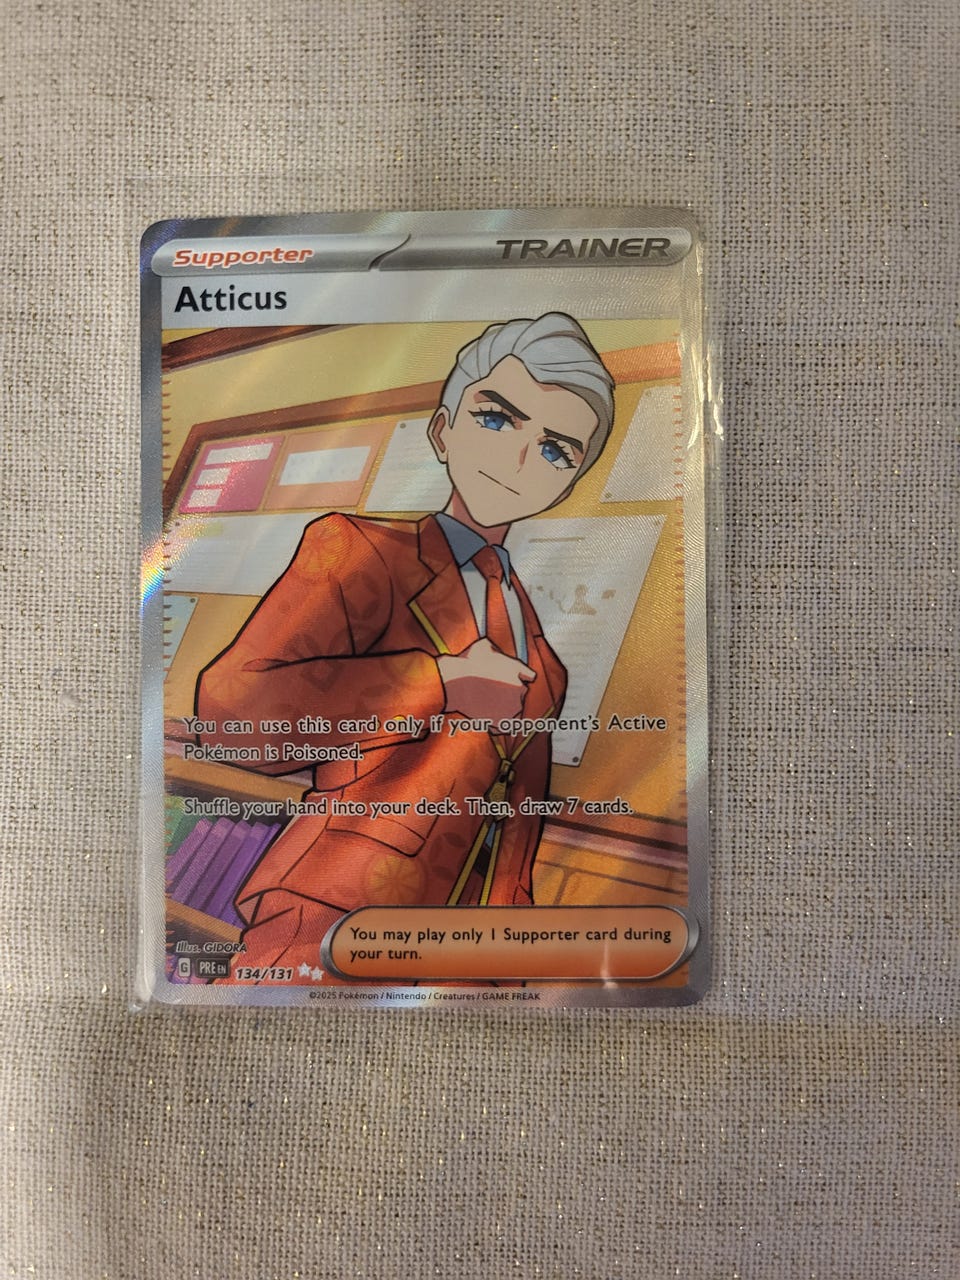 Supporter TRAINER
Atticus
You can use this card only if your opponent's Active
Pokémon is Poisoned.
Shuffle your hand into your deck. Then, draw 7 cards.
You may play only 1 Supporter card during
your turn.
Illus. GIDORA
G PRE EN 134/131
©2025 Pokémon / Nintendo / Creatures / GAME FREAK